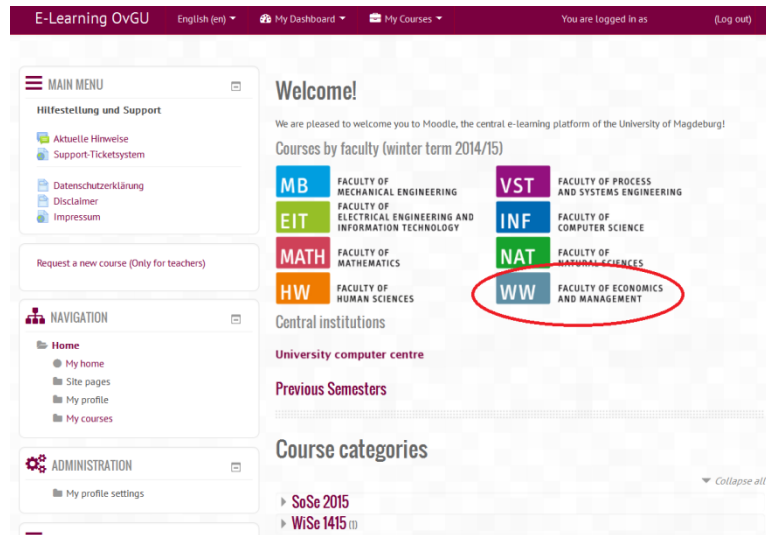 E-Learning OvGU English (en) My Dashboard My Courses You are logged in as (Log out)
MAIN MENU
Hilfestellung und Support
Aktuelle Hinweise
Support-Ticketsystem
Datenschutzerklärung
Disclaimer
Impressum
Request a new course (Only for teachers)
NAVIGATION
Home
My home
Site pages
My profile
My courses
ADMINISTRATION
My profile settings
Welcome!
We are pleased to welcome you to Moodle, the central e-learning platform of the University of Magdeburg!
Courses by faculty (winter term 2014/15)
MB FACULTY OF
MECHANICAL ENGINEERING
VST FACULTY OF PROCESS
AND SYSTEMS ENGINEERING
EIT FACULTY OF
ELECTRICAL ENGINEERING AND
INFORMATION TECHNOLOGY
INF FACULTY OF
COMPUTER SCIENCE
MATH FACULTY OF
MATHEMATICS
NAT FACULTY OF
NATURAL SCIENCES
HW FACULTY OF
HUMAN SCIENCES
WW FACULTY OF ECONOMICS
AND MANAGEMENT
Central institutions
University computer centre
Previous Semesters
Course categories
Collapse all
SoSe 2015
WiSe 1415 (1)